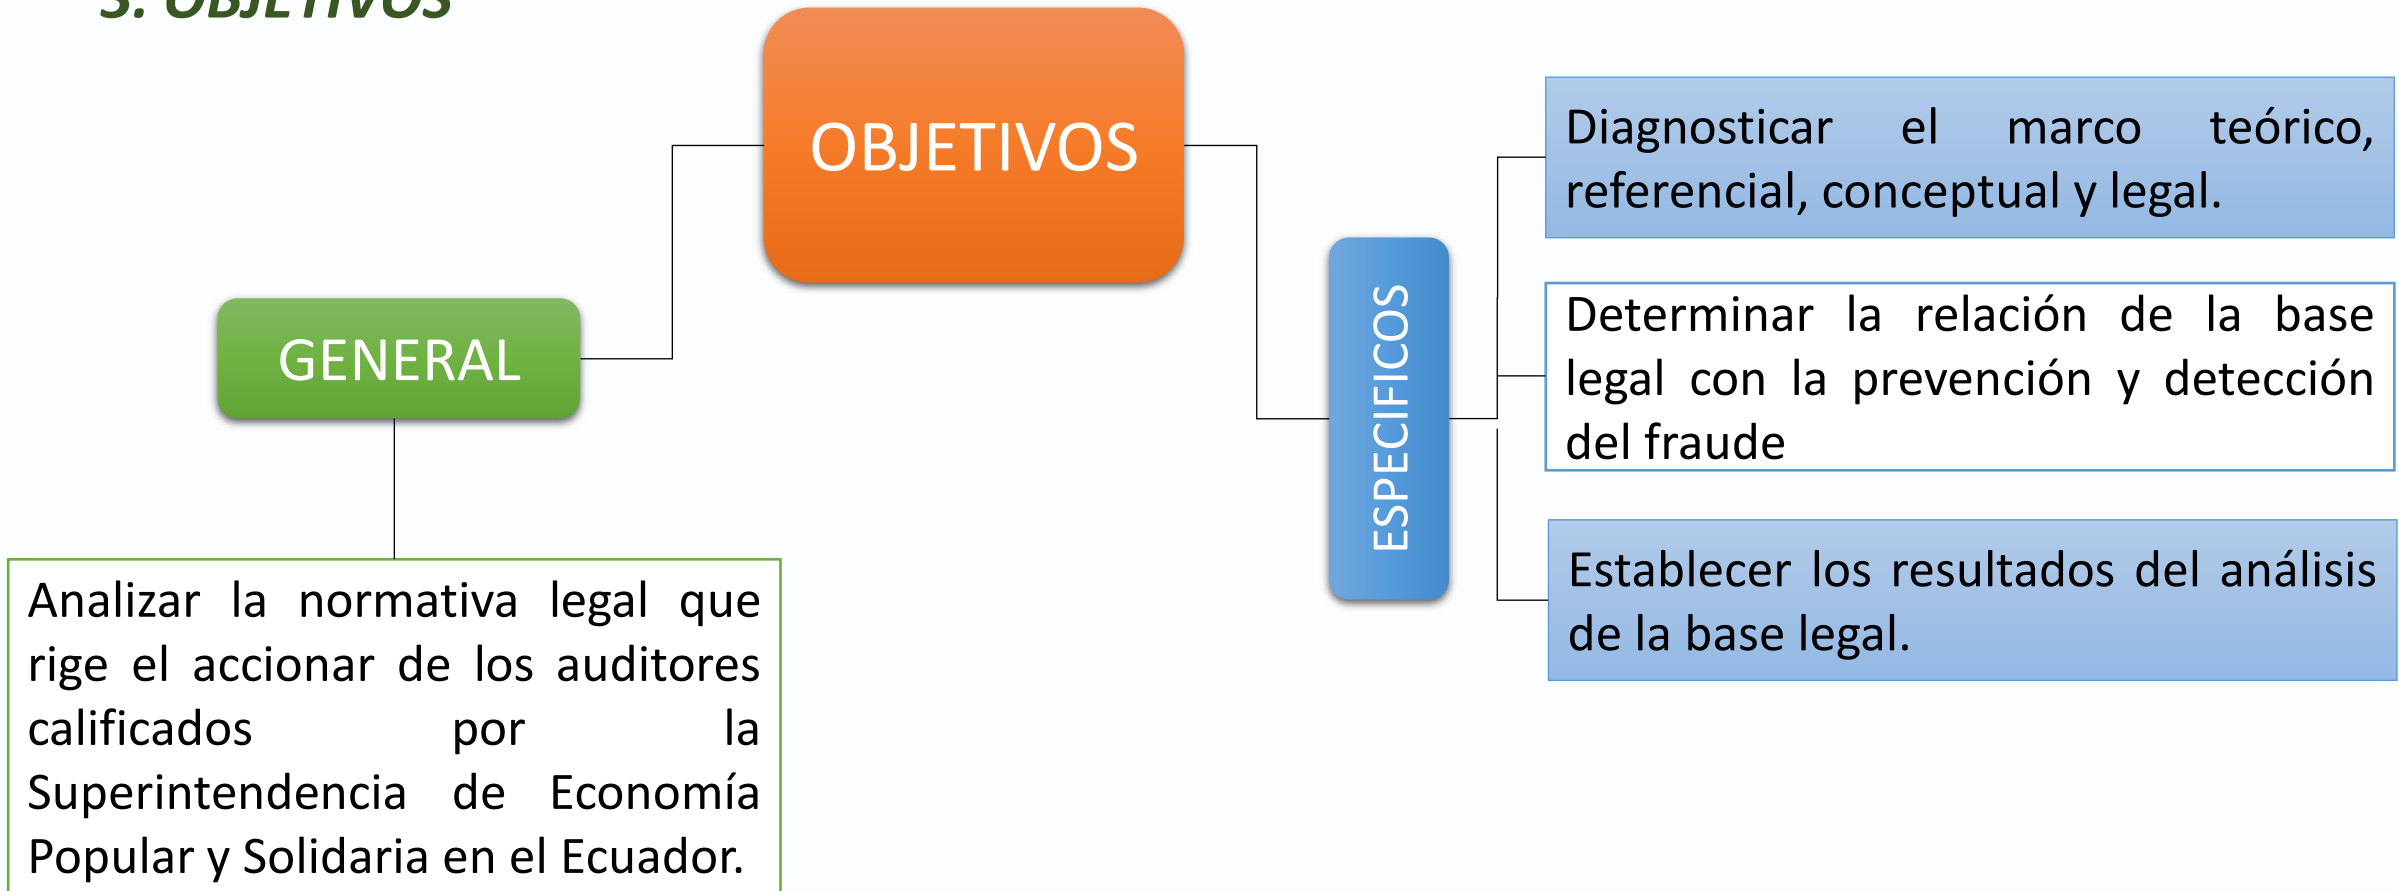 OBJETIVOS
OBJETIVOS
GENERAL
Analizar la normativa legal que
rige el accionar de los auditores
calificados por la
Superintendencia de Economía
Popular y Solidaria en el Ecuador.
ESPECIFICOS
Diagnosticar el marco teórico,
referencial, conceptual y legal.
Determinar la relación de la base
legal con la prevención y detección
del fraude
Establecer los resultados del análisis
de la base legal.